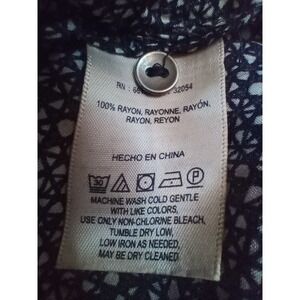 RN : 32054
100% RAYON, RAYONNE, RAYÓN,
RAYON, REYON
HECHO EN CHINA
30 P
MACHINE WASH COLD GENTLE
WITH LIKE COLORS,
USE ONLY NON-CHLORINE BLEACH,
TUMBLE DRY LOW,
LOW IRON AS NEEDED,
MAY BE DRY CLEANED